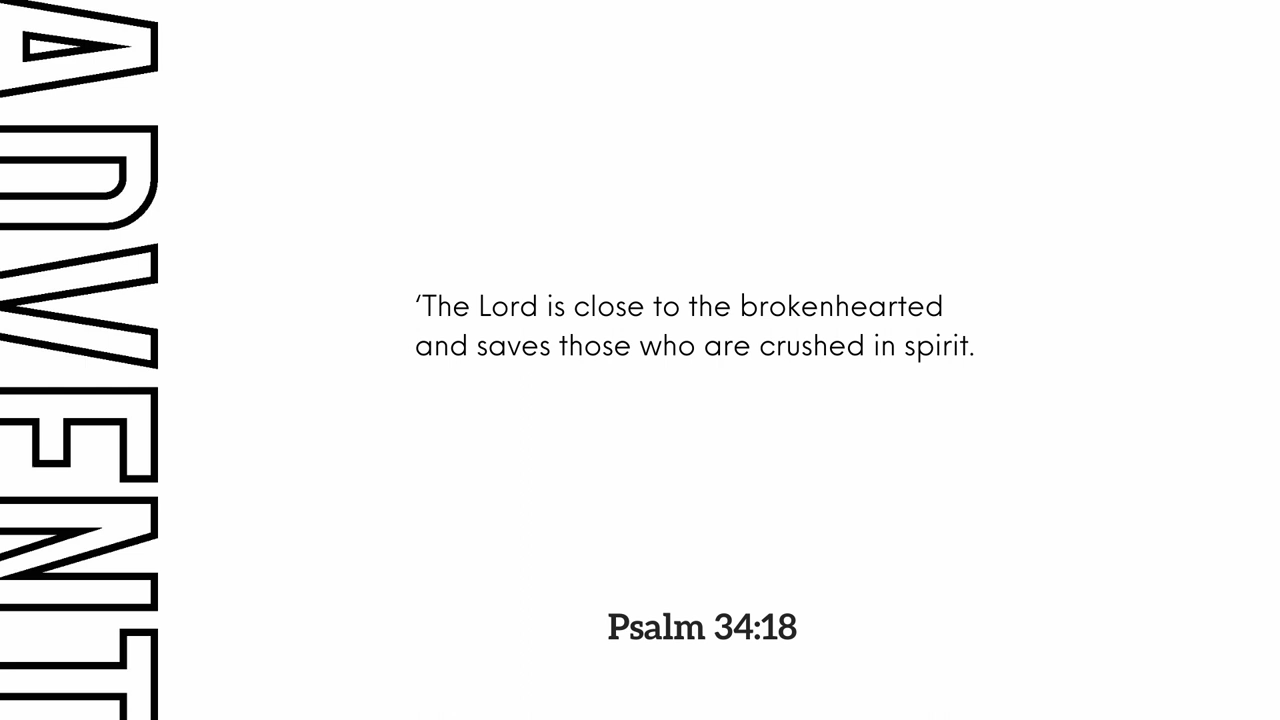 ADVENT
‘The Lord is close to the brokenhearted
and saves those who are crushed in spirit.
Psalm 34:18